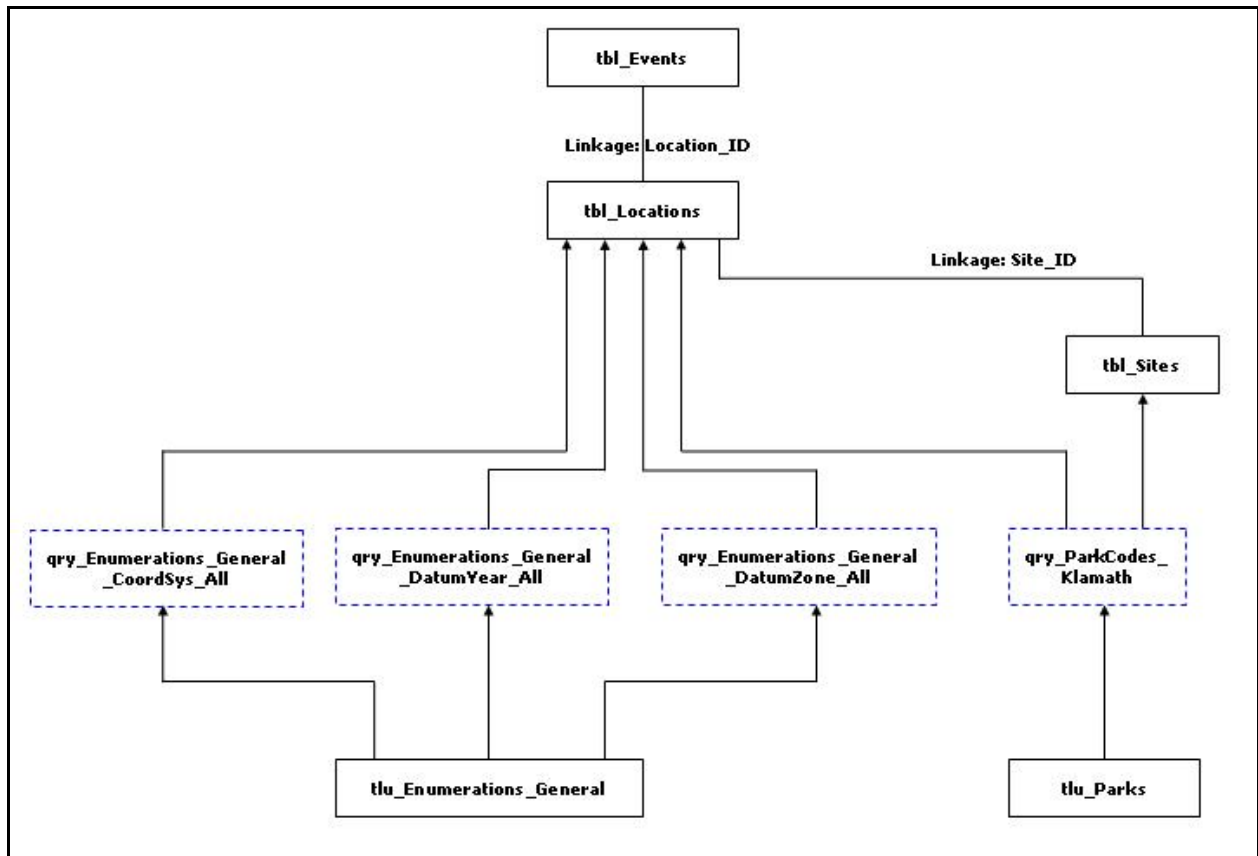 tbl_Events
Linkage: Location_ID
tbl_Locations
Linkage: Site_ID
tbl_Sites
qry_Enumerations_General
_CoordSys_All
qry_Enumerations_General
_DatumYear_All
qry_Enumerations_General
_DatumZone_All
qry_ParkCodes_
Klamath
tlu_Enumerations_General
tlu_Parks